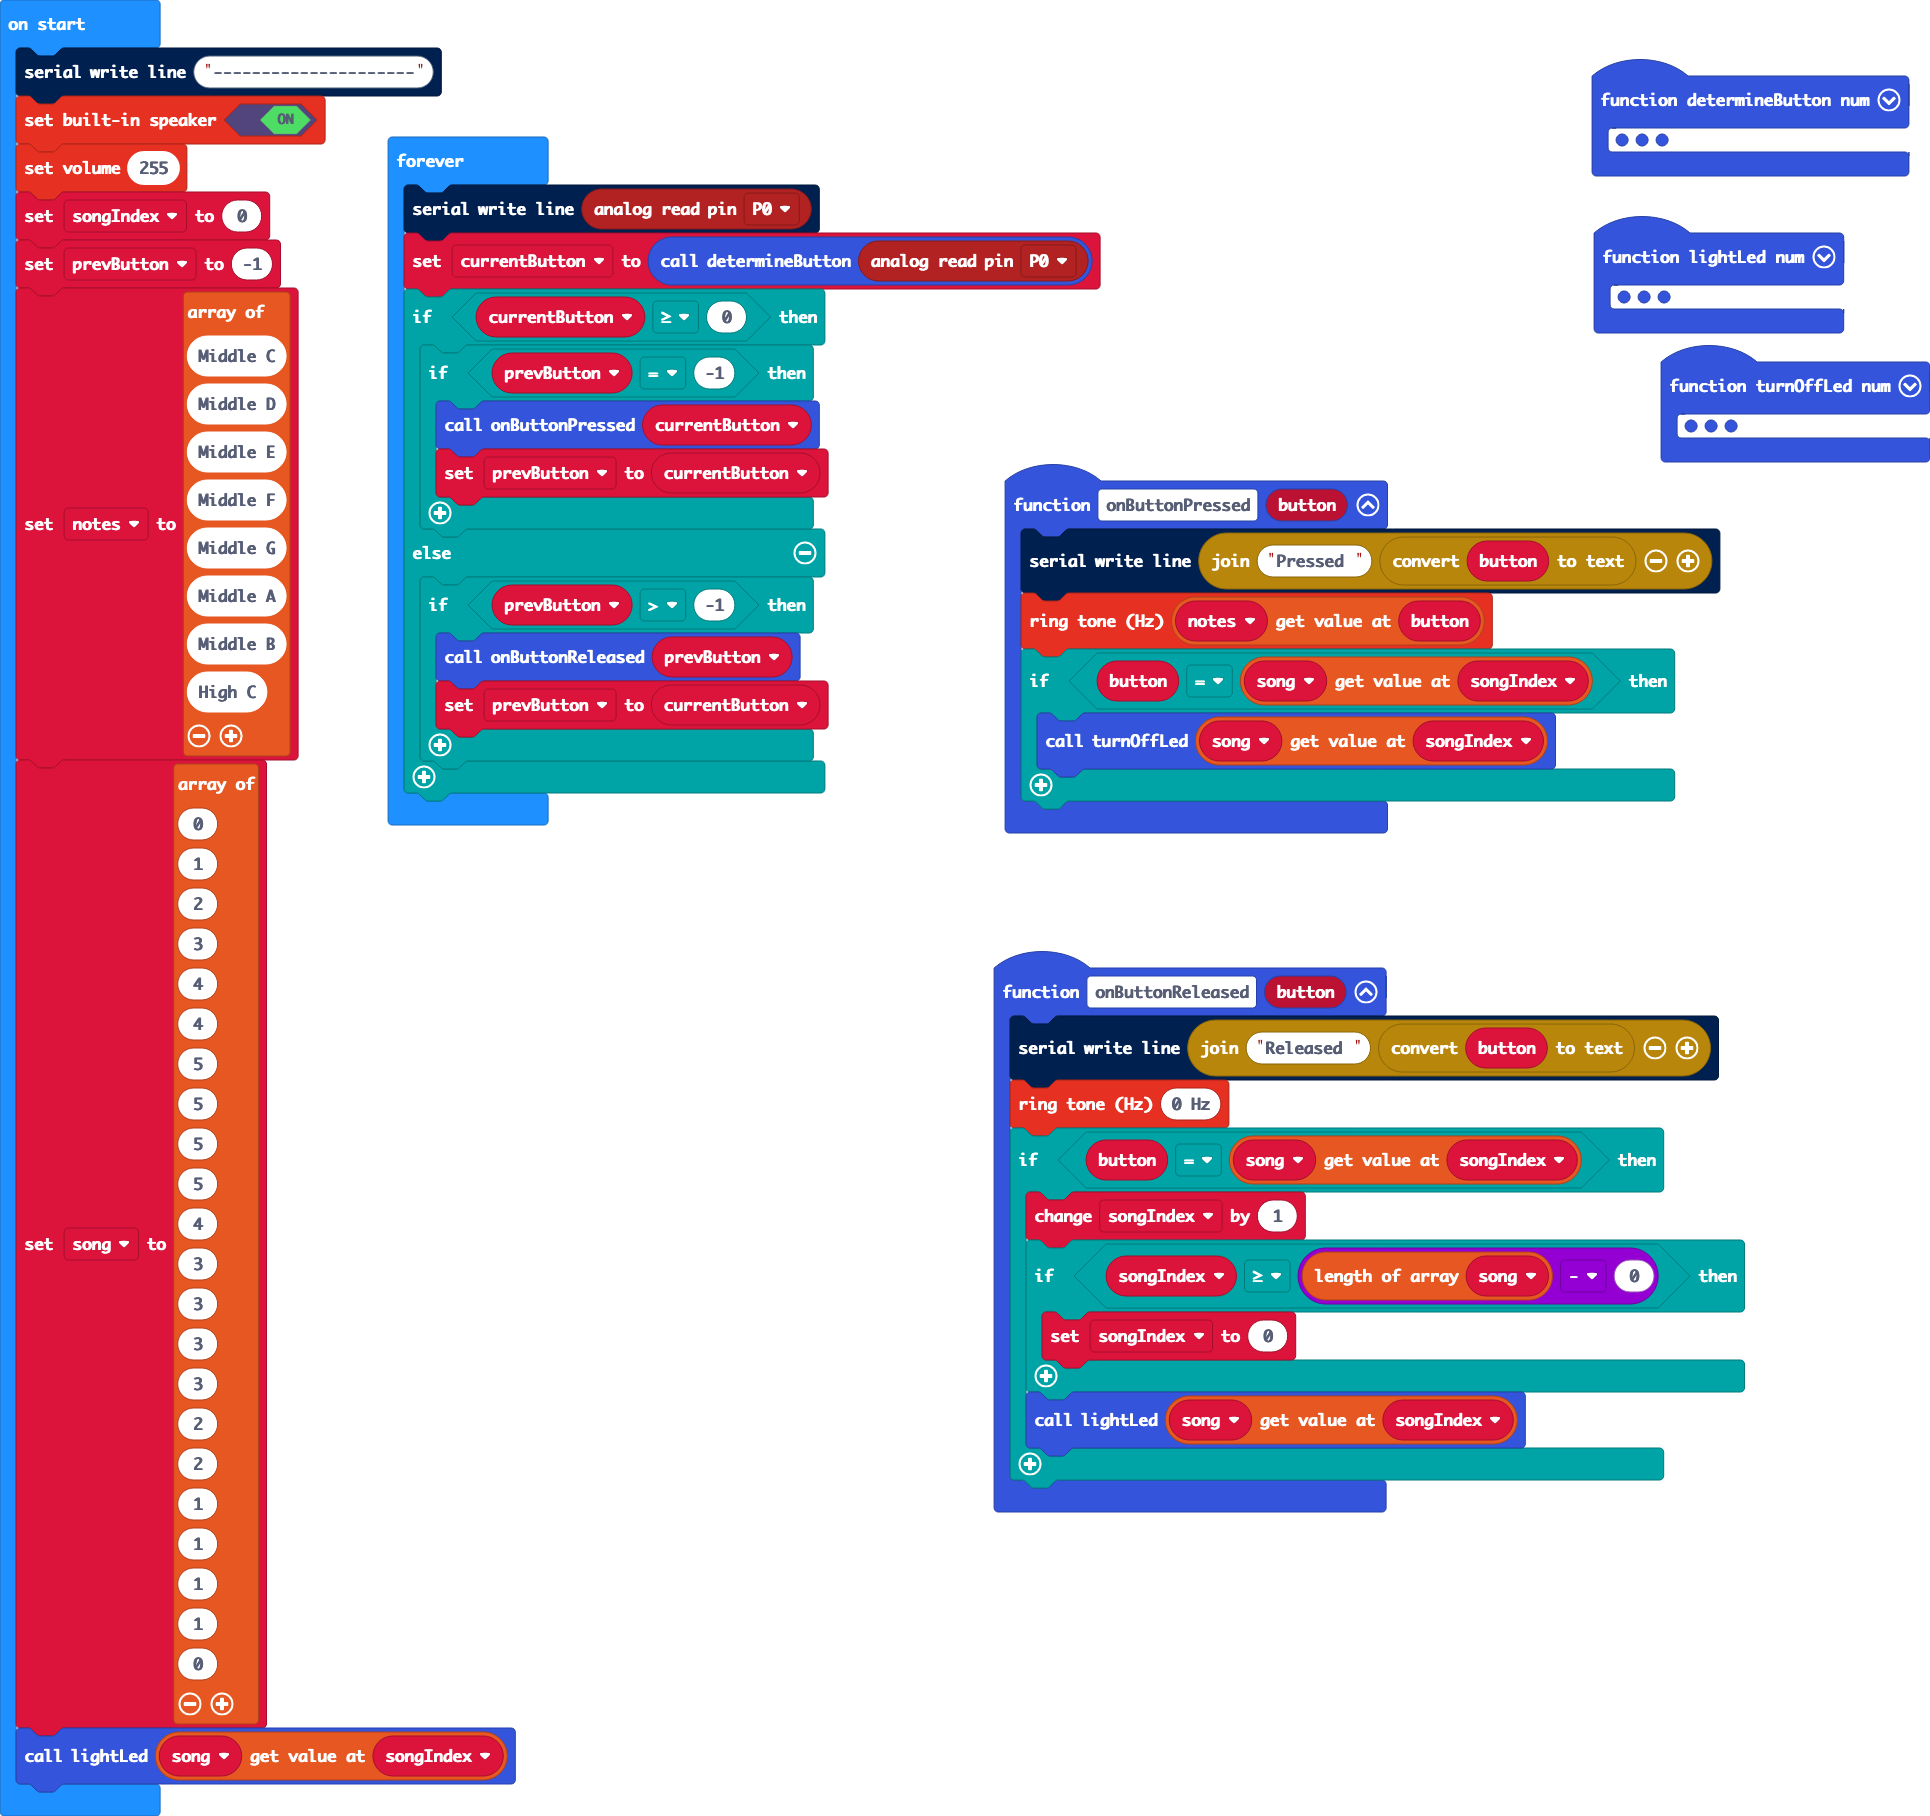 on start
serial write line "---------------------"
set built-in speaker ON
set volume 255
set songIndex to 0
set prevButton to -1
set notes to array of
Middle C
Middle D
Middle E
Middle F
Middle G
Middle A
Middle B
High C
set song to array of
0
1
2
3
4
4
5
5
5
5
4
3
3
3
3
2
2
1
1
1
1
0
call lightLed song get value at songIndex
forever
serial write line analog read pin P0
set currentButton to call determineButton analog read pin P0
if currentButton ≥ 0 then
if prevButton = -1 then
call onButtonPressed currentButton
set prevButton to currentButton
else
if prevButton > -1 then
call onButtonReleased prevButton
set prevButton to currentButton
function determineButton num
function lightLed num
function turnOffLed num
function onButtonPressed button
serial write line join "Pressed " convert button to text
ring tone (Hz) notes get value at button
if button = song get value at songIndex then
call turnOffLed song get value at songIndex
function onButtonReleased button
serial write line join "Released " convert button to text
ring tone (Hz) 0 Hz
if button = song get value at songIndex then
change songIndex by 1
if songIndex ≥ length of array song - 0 then
set songIndex to 0
call lightLed song get value at songIndex